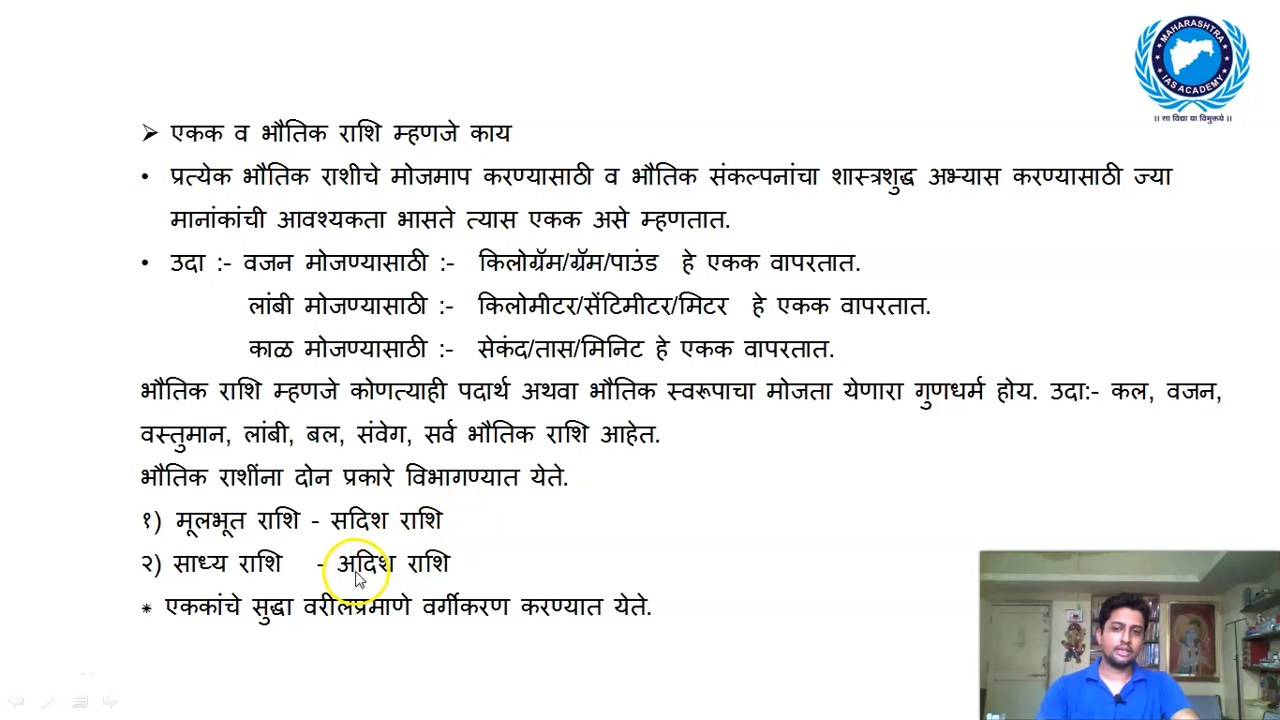 MAHARASHTRA
IAS ACADEMY
|| सा विद्या या विमुक्तये ||
➢ एकक व भौतिक राशि म्हणजे काय
• प्रत्येक भौतिक राशीचे मोजमाप करण्यासाठी व भौतिक संकल्पनांचा शास्त्रशुद्ध अभ्यास करण्यासाठी ज्या
मानांकांची आवश्यकता भासते त्यास एकक असे म्हणतात.
• उदा :- वजन मोजण्यासाठी :- किलोग्रॅम/ग्रॅम/पाउंड हे एकक वापरतात.
लांबी मोजण्यासाठी :- किलोमीटर/सेंटिमीटर/मिटर हे एकक वापरतात.
काळ मोजण्यासाठी :- सेकंद/तास/मिनिट हे एकक वापरतात.
भौतिक राशि म्हणजे कोणत्याही पदार्थ अथवा भौतिक स्वरूपाचा मोजता येणारा गुणधर्म होय. उदा:- कल, वजन,
वस्तुमान, लांबी, बल, संवेग, सर्व भौतिक राशि आहेत.
भौतिक राशींना दोन प्रकारे विभागण्यात येते.
१) मूलभूत राशि - सदिश राशि
२) साध्य राशि - अदिश राशि
* एककांचे सुद्धा वरीलप्रमाणे वर्गीकरण करण्यात येते.